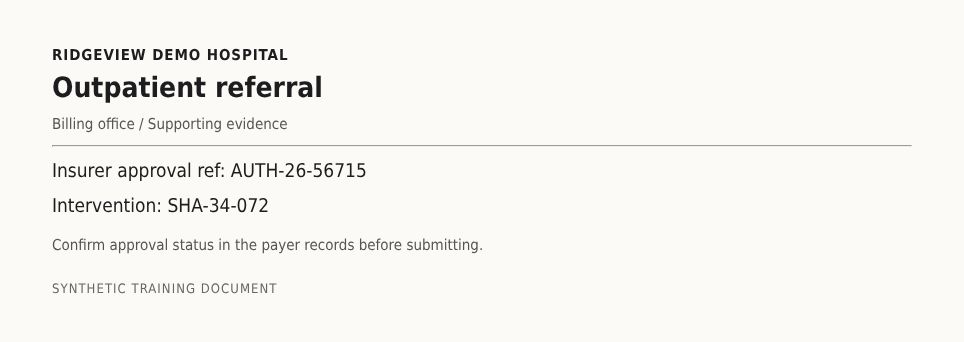 RIDGEVIEW DEMO HOSPITAL
Outpatient referral
Billing office / Supporting evidence
Insurer approval ref: AUTH-26-56715
Intervention: SHA-34-072
Confirm approval status in the payer records before submitting.
SYNTHETIC TRAINING DOCUMENT